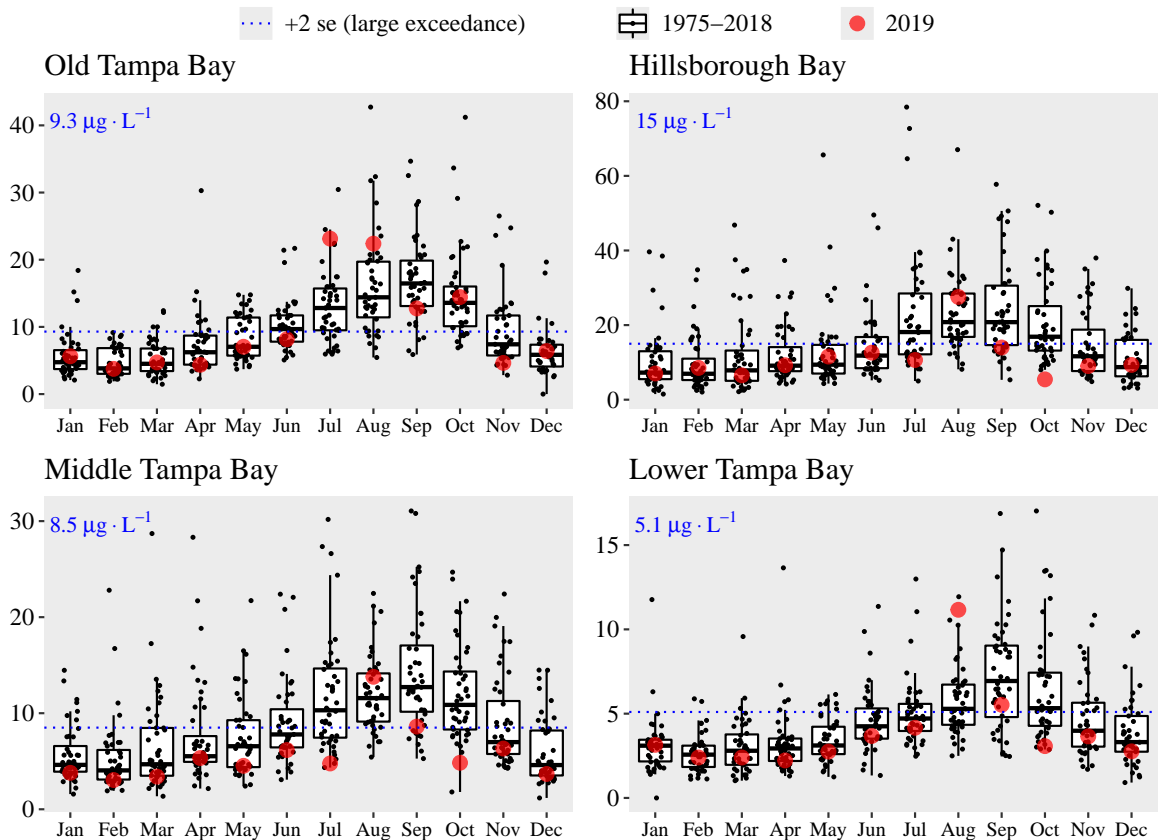 +2 se (large exceedance) 1975–2018 2019
Old Tampa Bay
9.3 μg · L⁻¹
40
30
20
10
0
Jan Feb Mar Apr May Jun Jul Aug Sep Oct Nov Dec
Hillsborough Bay
15 μg · L⁻¹
80
60
40
20
0
Jan Feb Mar Apr May Jun Jul Aug Sep Oct Nov Dec
Middle Tampa Bay
8.5 μg · L⁻¹
30
20
10
0
Jan Feb Mar Apr May Jun Jul Aug Sep Oct Nov Dec
Lower Tampa Bay
5.1 μg · L⁻¹
15
10
5
0
Jan Feb Mar Apr May Jun Jul Aug Sep Oct Nov Dec